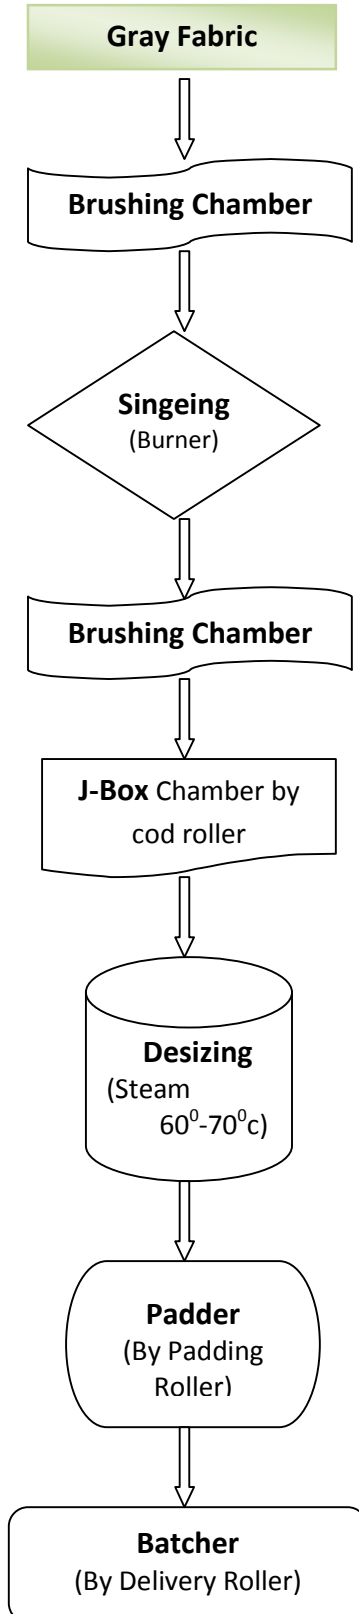 Gray Fabric
Brushing Chamber
Singeing
(Burner)
Brushing Chamber
J-Box Chamber by
cod roller
Desizing
(Steam
60⁰-70⁰c)
Padder
(By Padding
Roller)
Batcher
(By Delivery Roller)